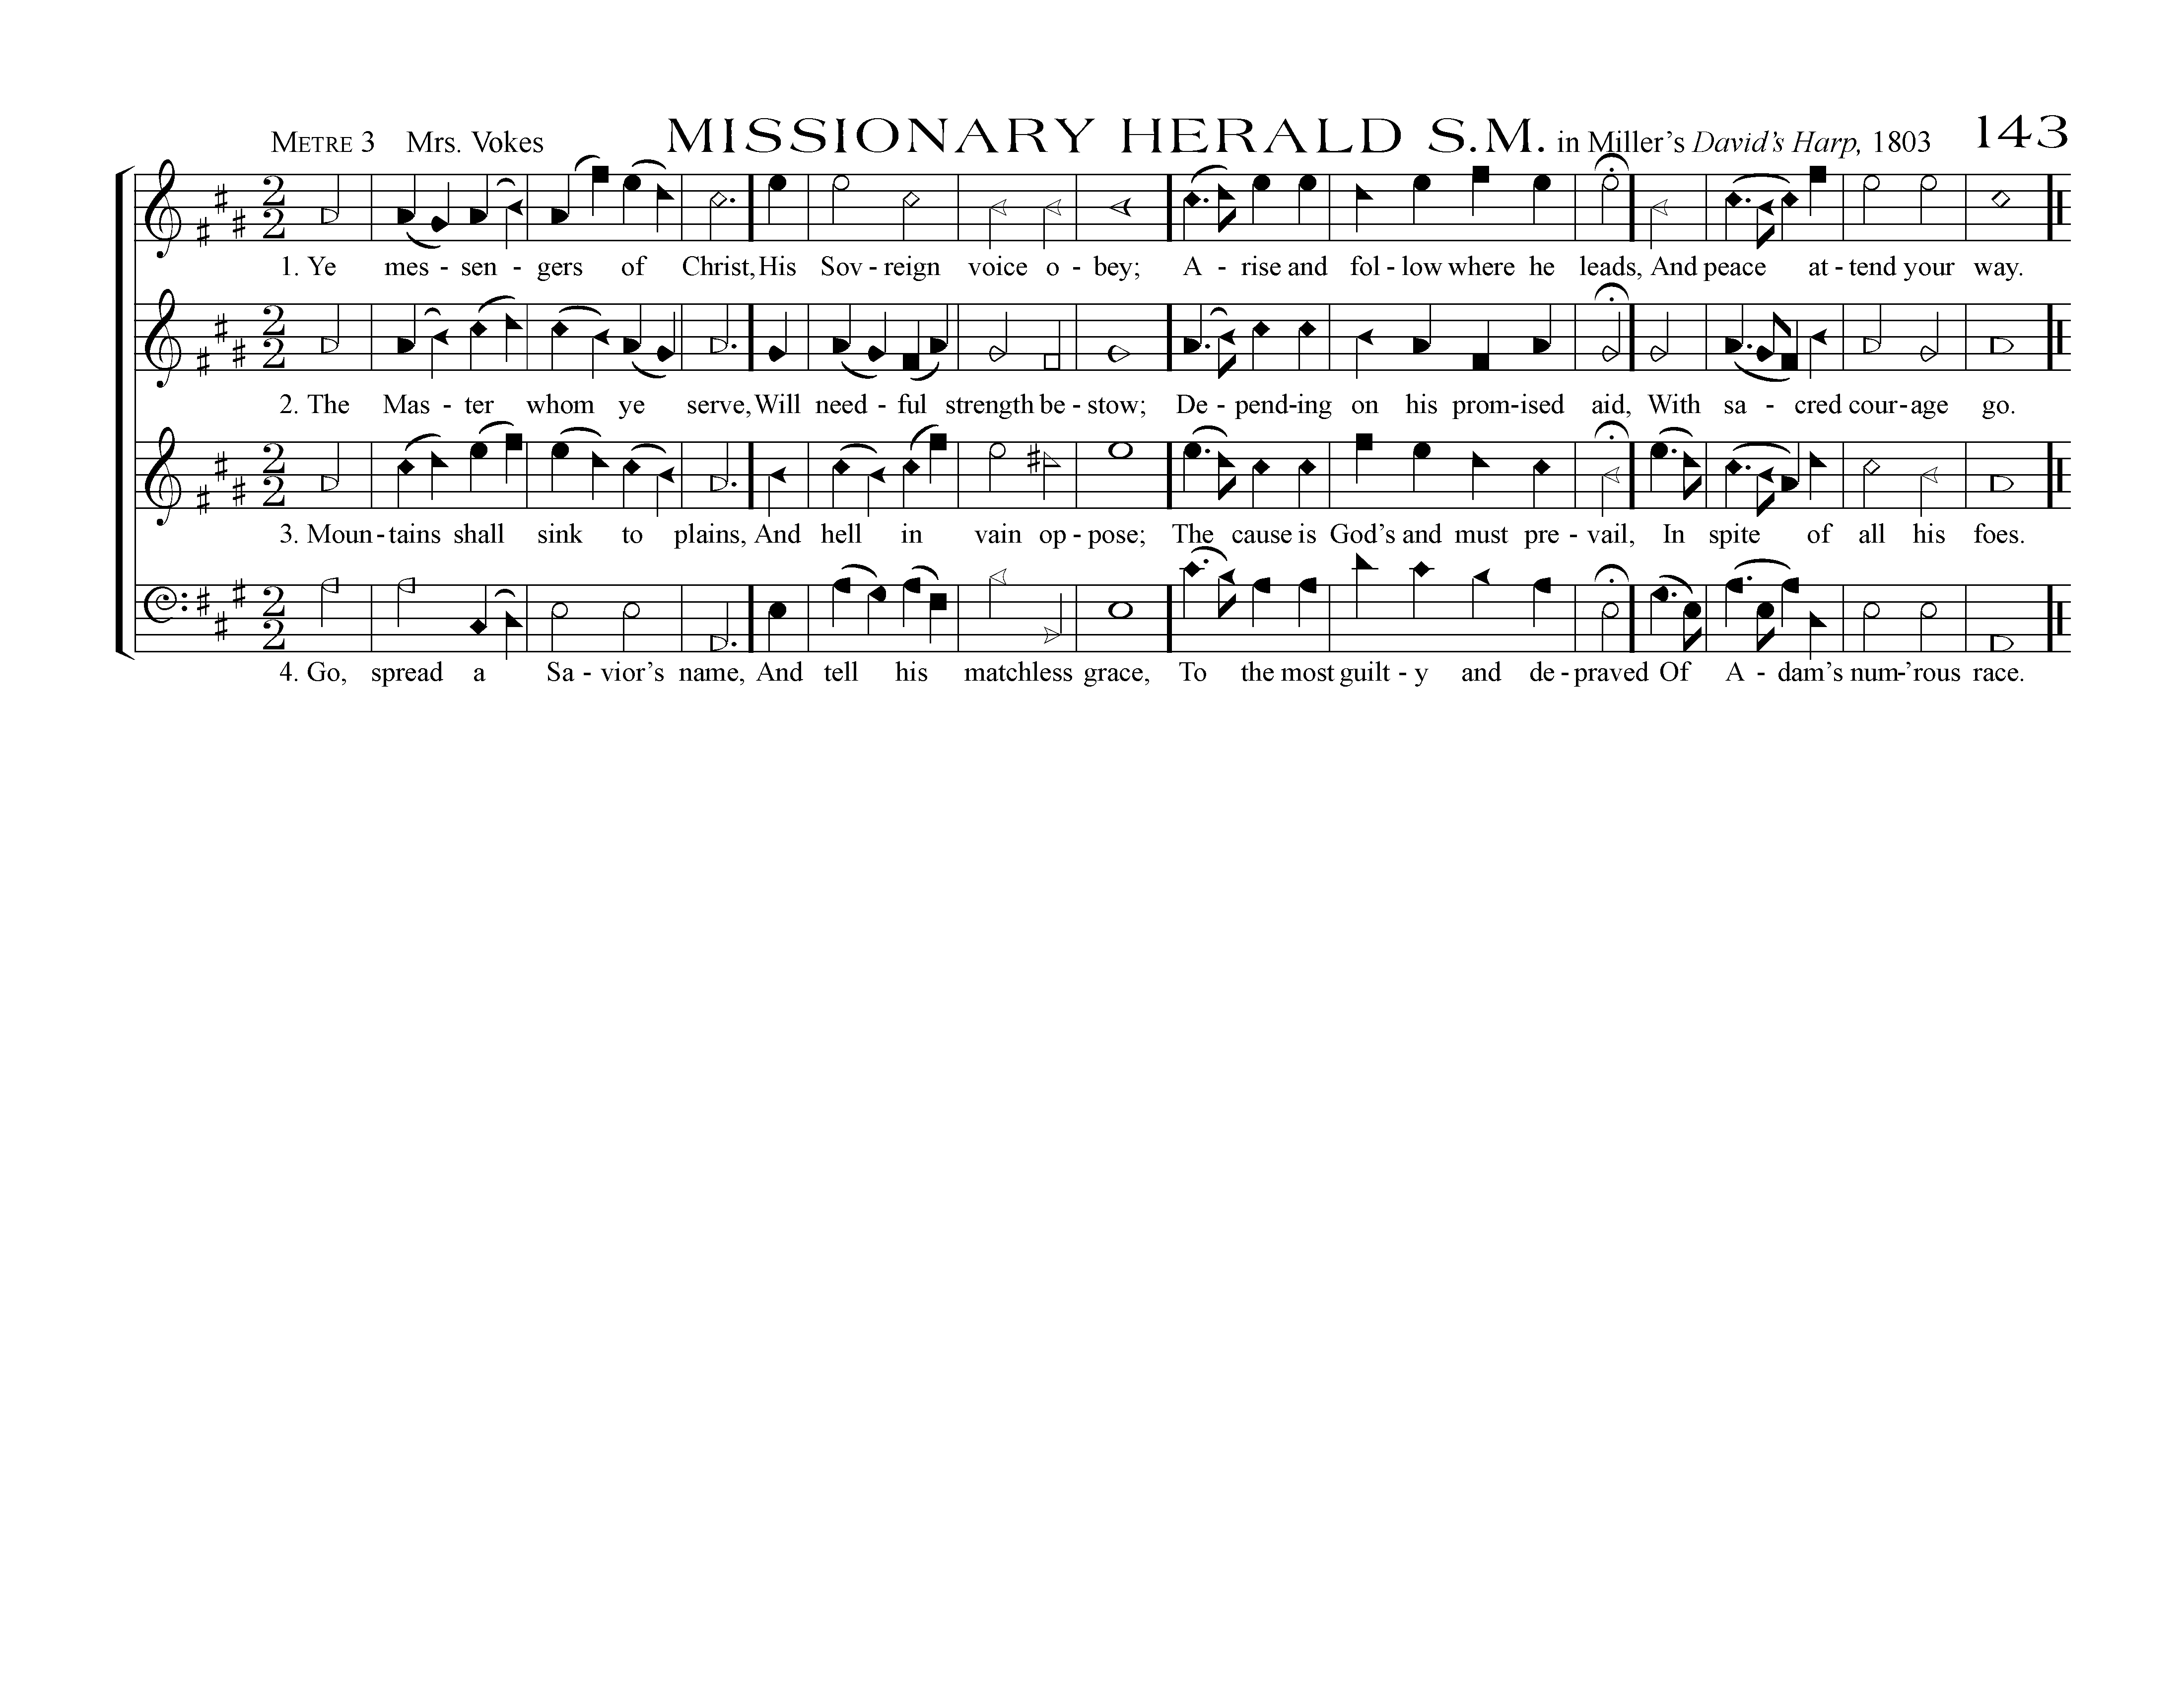 METRE 3 Mrs. Vokes MISSIONARY HERALD S.M. in Miller’s David’s Harp, 1803 143
1. Ye mes - sen - gers of Christ, His Sov - reign voice o - bey; A - rise and fol - low where he leads, And peace at - tend your way.
2. The Mas - ter whom ye serve, Will need - ful strength be - stow; De - pend-ing on his prom-ised aid, With sa - cred cour-age go.
3. Moun-tains shall sink to plains, And hell in vain op - pose; The cause is God’s and must pre - vail, In spite of all his foes.
4. Go, spread a Sa - vior’s name, And tell his matchless grace, To the most guilt - y and de - praved Of A - dam’s num-’rous race.